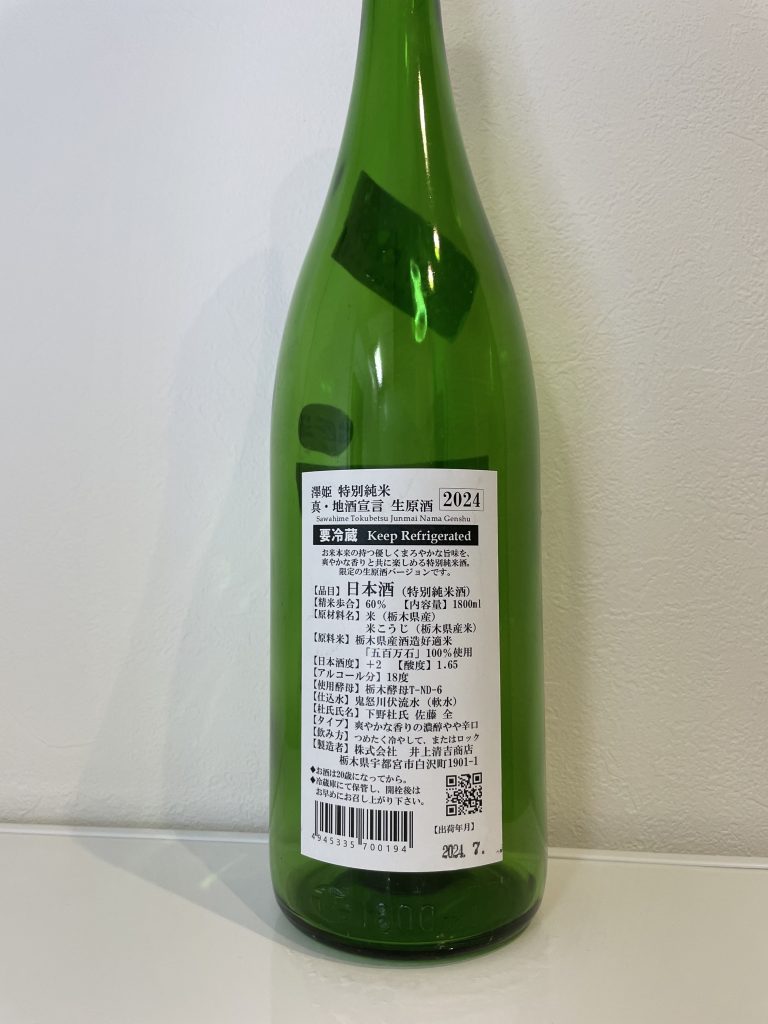 澤姫 特別純米
真・地酒宣言 生原酒 2024
Sawahime Tokubetsu Junmai Nama Genshu
要冷蔵 Keep Refrigerated
お米本来の持つ優しくまろやかな旨味を、
爽やかな香りと共に楽しめる特別純米酒。
限定の生原酒バージョンです。
【品目】日本酒（特別純米酒）
【精米歩合】60% 【内容量】1800ml
【原材料名】米（栃木県産）
米こうじ（栃木県産米）
【原料米】栃木県産酒造好適米
「五百万石」100%使用
【日本酒度】＋2 【酸度】1.65
【アルコール分】18度
【使用酵母】栃木酵母T-ND-6
【仕込水】鬼怒川伏流水（軟水）
【杜氏氏名】下野杜氏 佐藤 全
【タイプ】爽やかな香りの濃醇やや辛口
【飲み方】つめたく冷やして、またはロック
【製造者】株式会社 井上清吉商店
栃木県宇都宮市白沢町1901-1
◆お酒は20歳になってから。
◆冷蔵庫にて保管し、開栓後は
お早めにお召し上がり下さい。
4945335700194
【出荷年月】
2024. 7.
1800